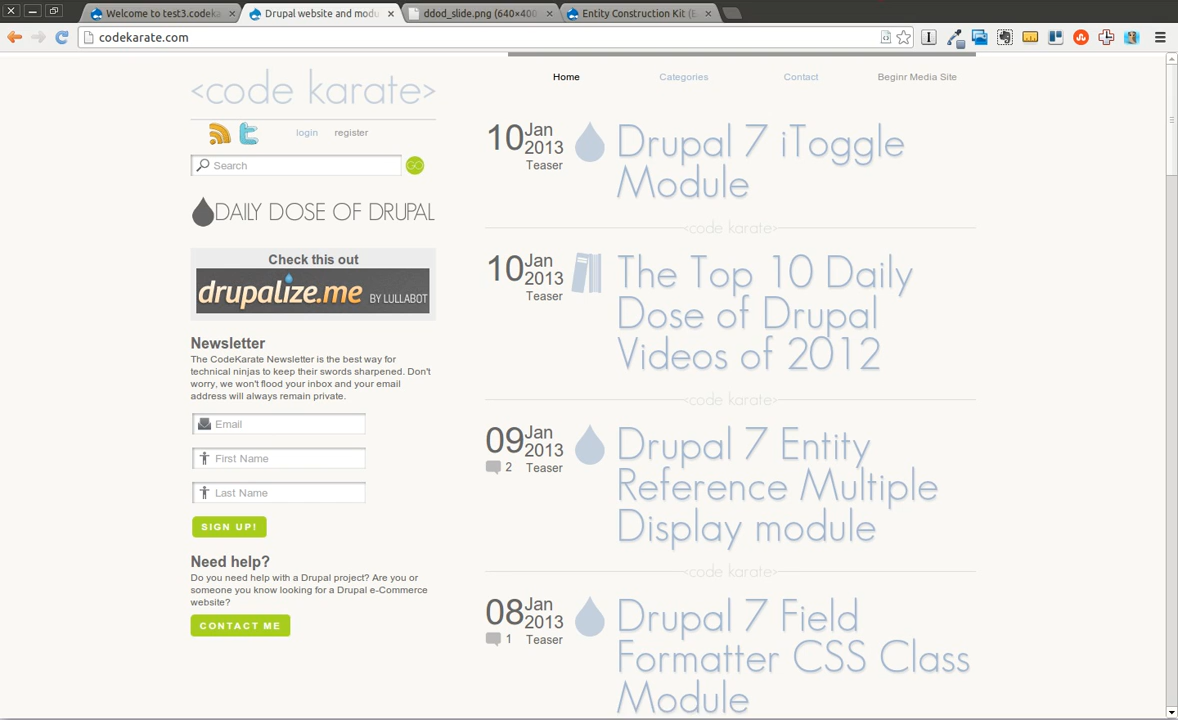 Welcome to test3.codeka
Drupal website and modu
ddod_slide.png (640×400
Entity Construction Kit (E
codekarate.com
<code karate>
login register
Search
GO
DAILY DOSE OF DRUPAL
Check this out
drupalize.me BY LULLABOT
Newsletter
The CodeKarate Newsletter is the best way for
technical ninjas to keep their swords sharpened. Don't
worry, we won't flood your inbox and your email
address will always remain private.
Email
First Name
Last Name
SIGN UP!
Need help?
Do you need help with a Drupal project? Are you or
someone you know looking for a Drupal e-Commerce
website?
CONTACT ME
Home Categories Contact Beginr Media Site
10 Jan
2013
Teaser
Drupal 7 iToggle
Module
<code karate>
10 Jan
2013
Teaser
The Top 10 Daily
Dose of Drupal
Videos of 2012
<code karate>
09 Jan
2013
2 Teaser
Drupal 7 Entity
Reference Multiple
Display module
<code karate>
08 Jan
2013
1 Teaser
Drupal 7 Field
Formatter CSS Class
Module